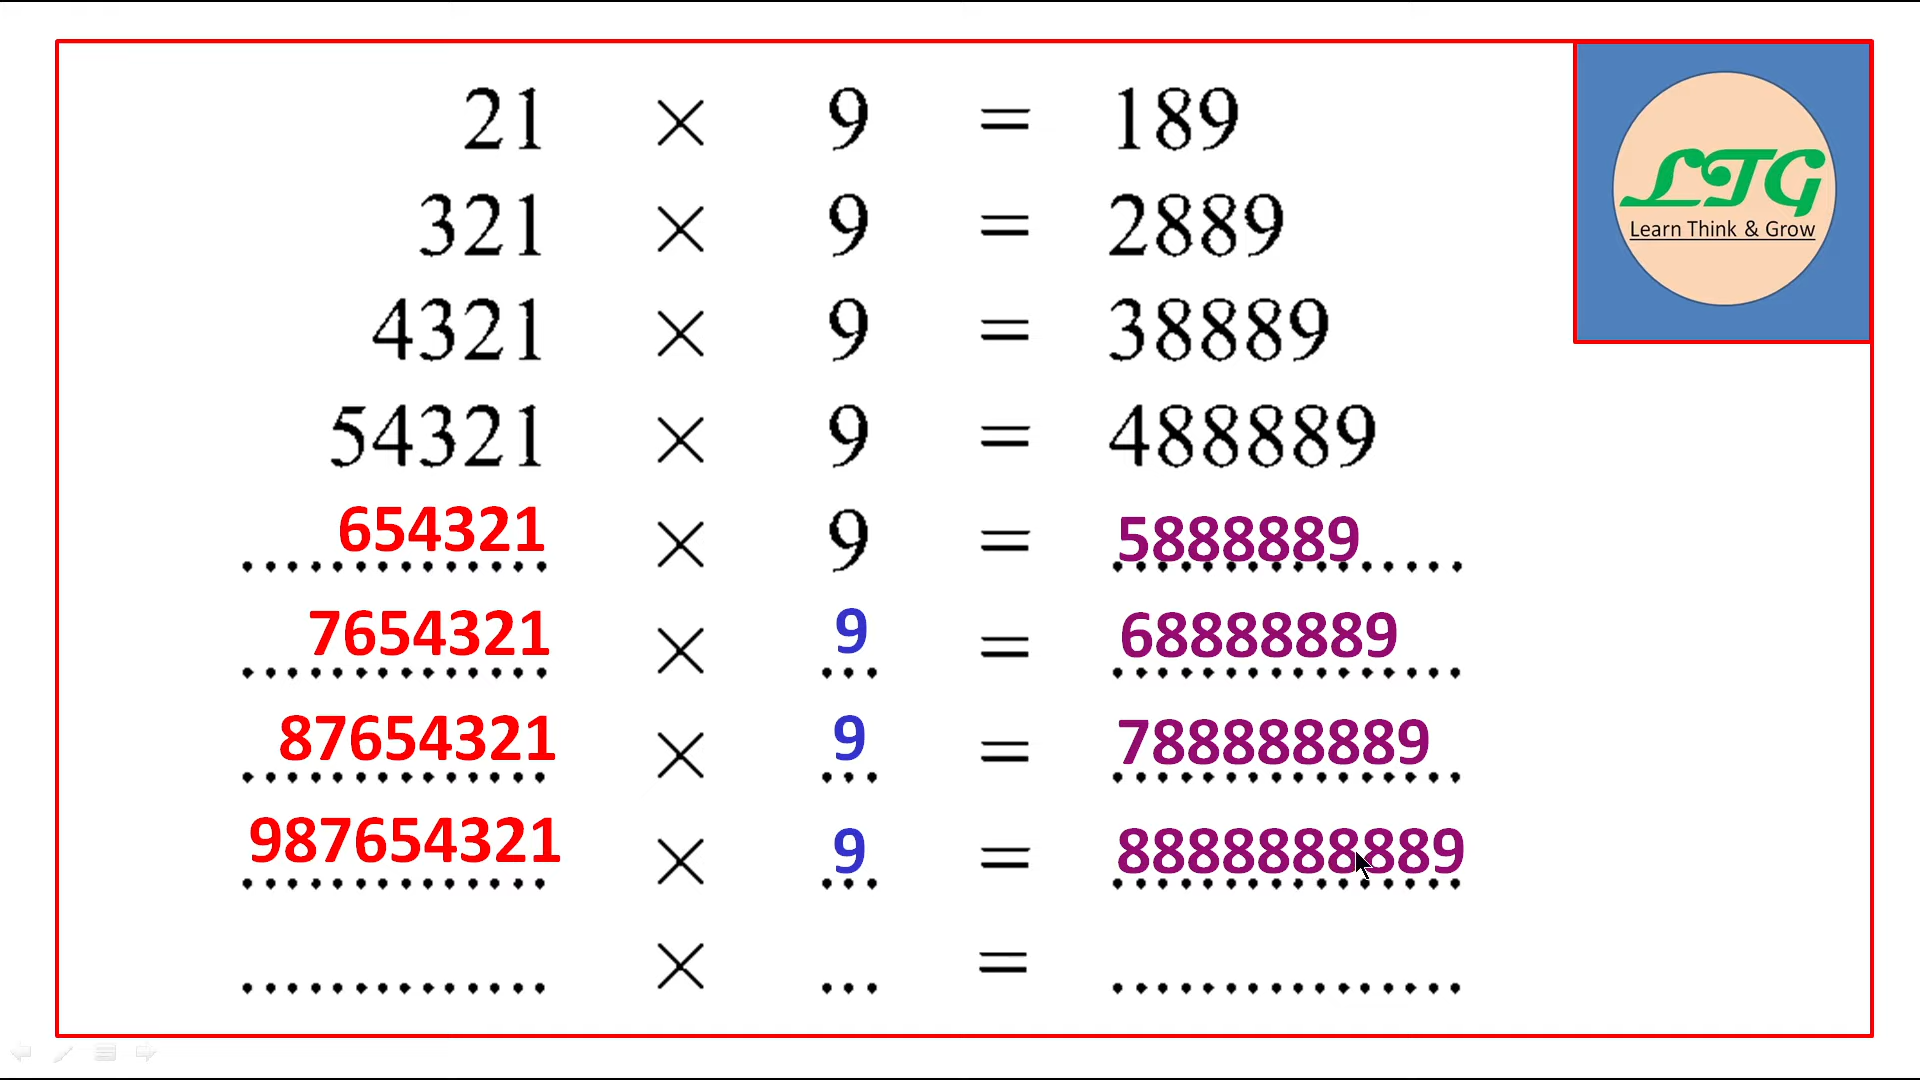 21 × 9 = 189
LTG
Learn Think & Grow
321 × 9 = 2889
4321 × 9 = 38889
54321 × 9 = 488889
654321 × 9 = 5888889
7654321 × 9 = 68888889
87654321 × 9 = 788888889
987654321 × 9 = 8888888889
.............. × ... = ................